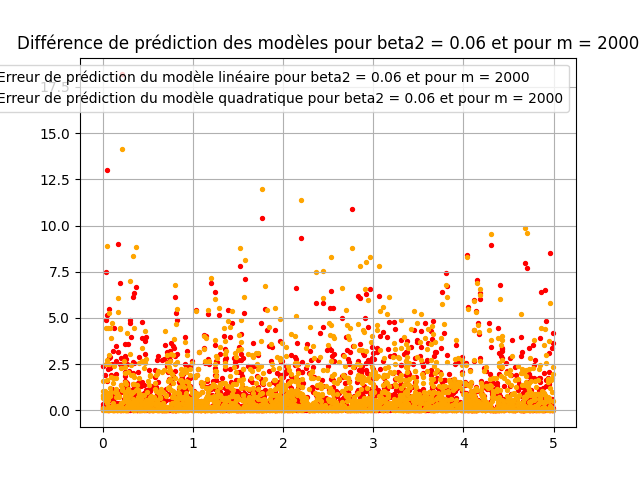 Différence de prédiction des modèles pour beta2 = 0.06 et pour m = 2000
Erreur de prédiction du modèle linéaire pour beta2 = 0.06 et pour m = 2000
Erreur de prédiction du modèle quadratique pour beta2 = 0.06 et pour m = 2000
17.5
15.0
12.5
10.0
7.5
5.0
2.5
0.0
0 1 2 3 4 5